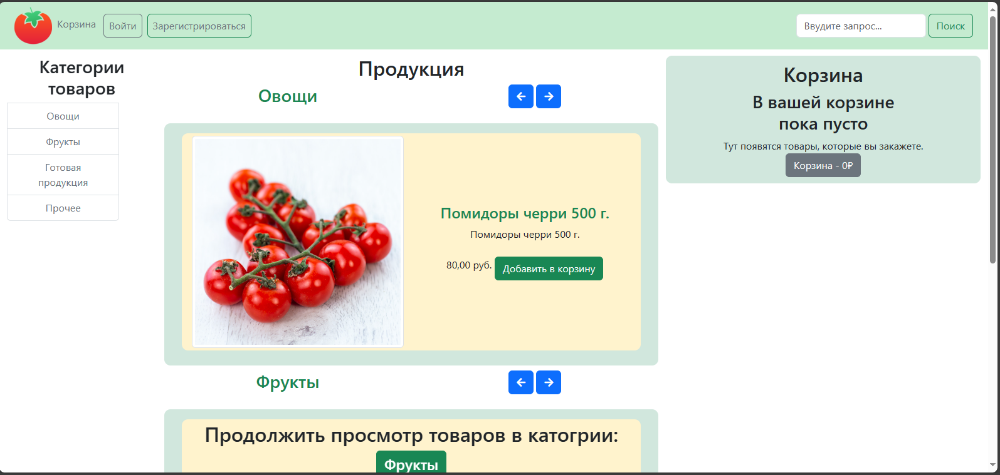 Корзина
Войти
Зарегистрироваться
Ввудите запрос...
Поиск
Категории
товаров
Овощи
Фрукты
Готовая
продукция
Прочее
Продукция
Овощи
Помидоры черри 500 г.
Помидоры черри 500 г.
80,00 руб.
Добавить в корзину
Фрукты
Продолжить просмотр товаров в катогрии:
Фрукты
Корзина
В вашей корзине
пока пусто
Тут появятся товары, которые вы закажете.
Корзина - 0₽